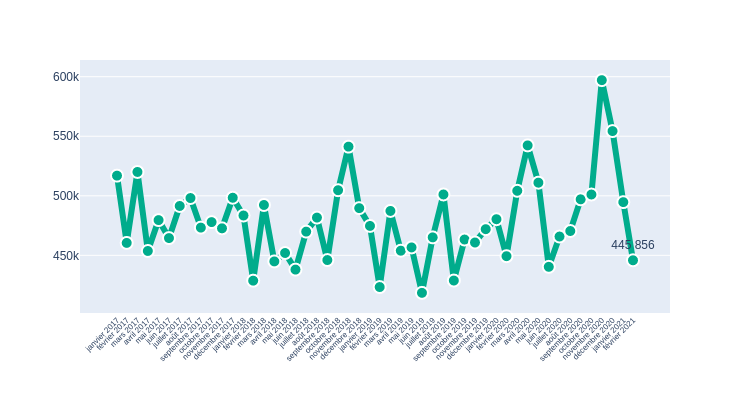 600k
550k
500k
450k
445,856
janvier 2017
février 2017
mars 2017
avril 2017
mai 2017
juin 2017
juillet 2017
août 2017
septembre 2017
octobre 2017
novembre 2017
décembre 2017
janvier 2018
février 2018
mars 2018
avril 2018
mai 2018
juin 2018
juillet 2018
août 2018
septembre 2018
octobre 2018
novembre 2018
décembre 2018
janvier 2019
février 2019
mars 2019
avril 2019
mai 2019
juin 2019
juillet 2019
août 2019
septembre 2019
octobre 2019
novembre 2019
décembre 2019
janvier 2020
février 2020
mars 2020
avril 2020
mai 2020
juin 2020
juillet 2020
août 2020
septembre 2020
octobre 2020
novembre 2020
décembre 2020
janvier 2021
février 2021